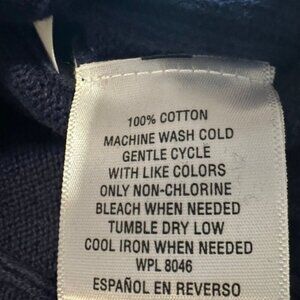 100% COTTON
MACHINE WASH COLD
GENTLE CYCLE
WITH LIKE COLORS
ONLY NON-CHLORINE
BLEACH WHEN NEEDED
TUMBLE DRY LOW
COOL IRON WHEN NEEDED
WPL 8046
ESPAÑOL EN REVERSO